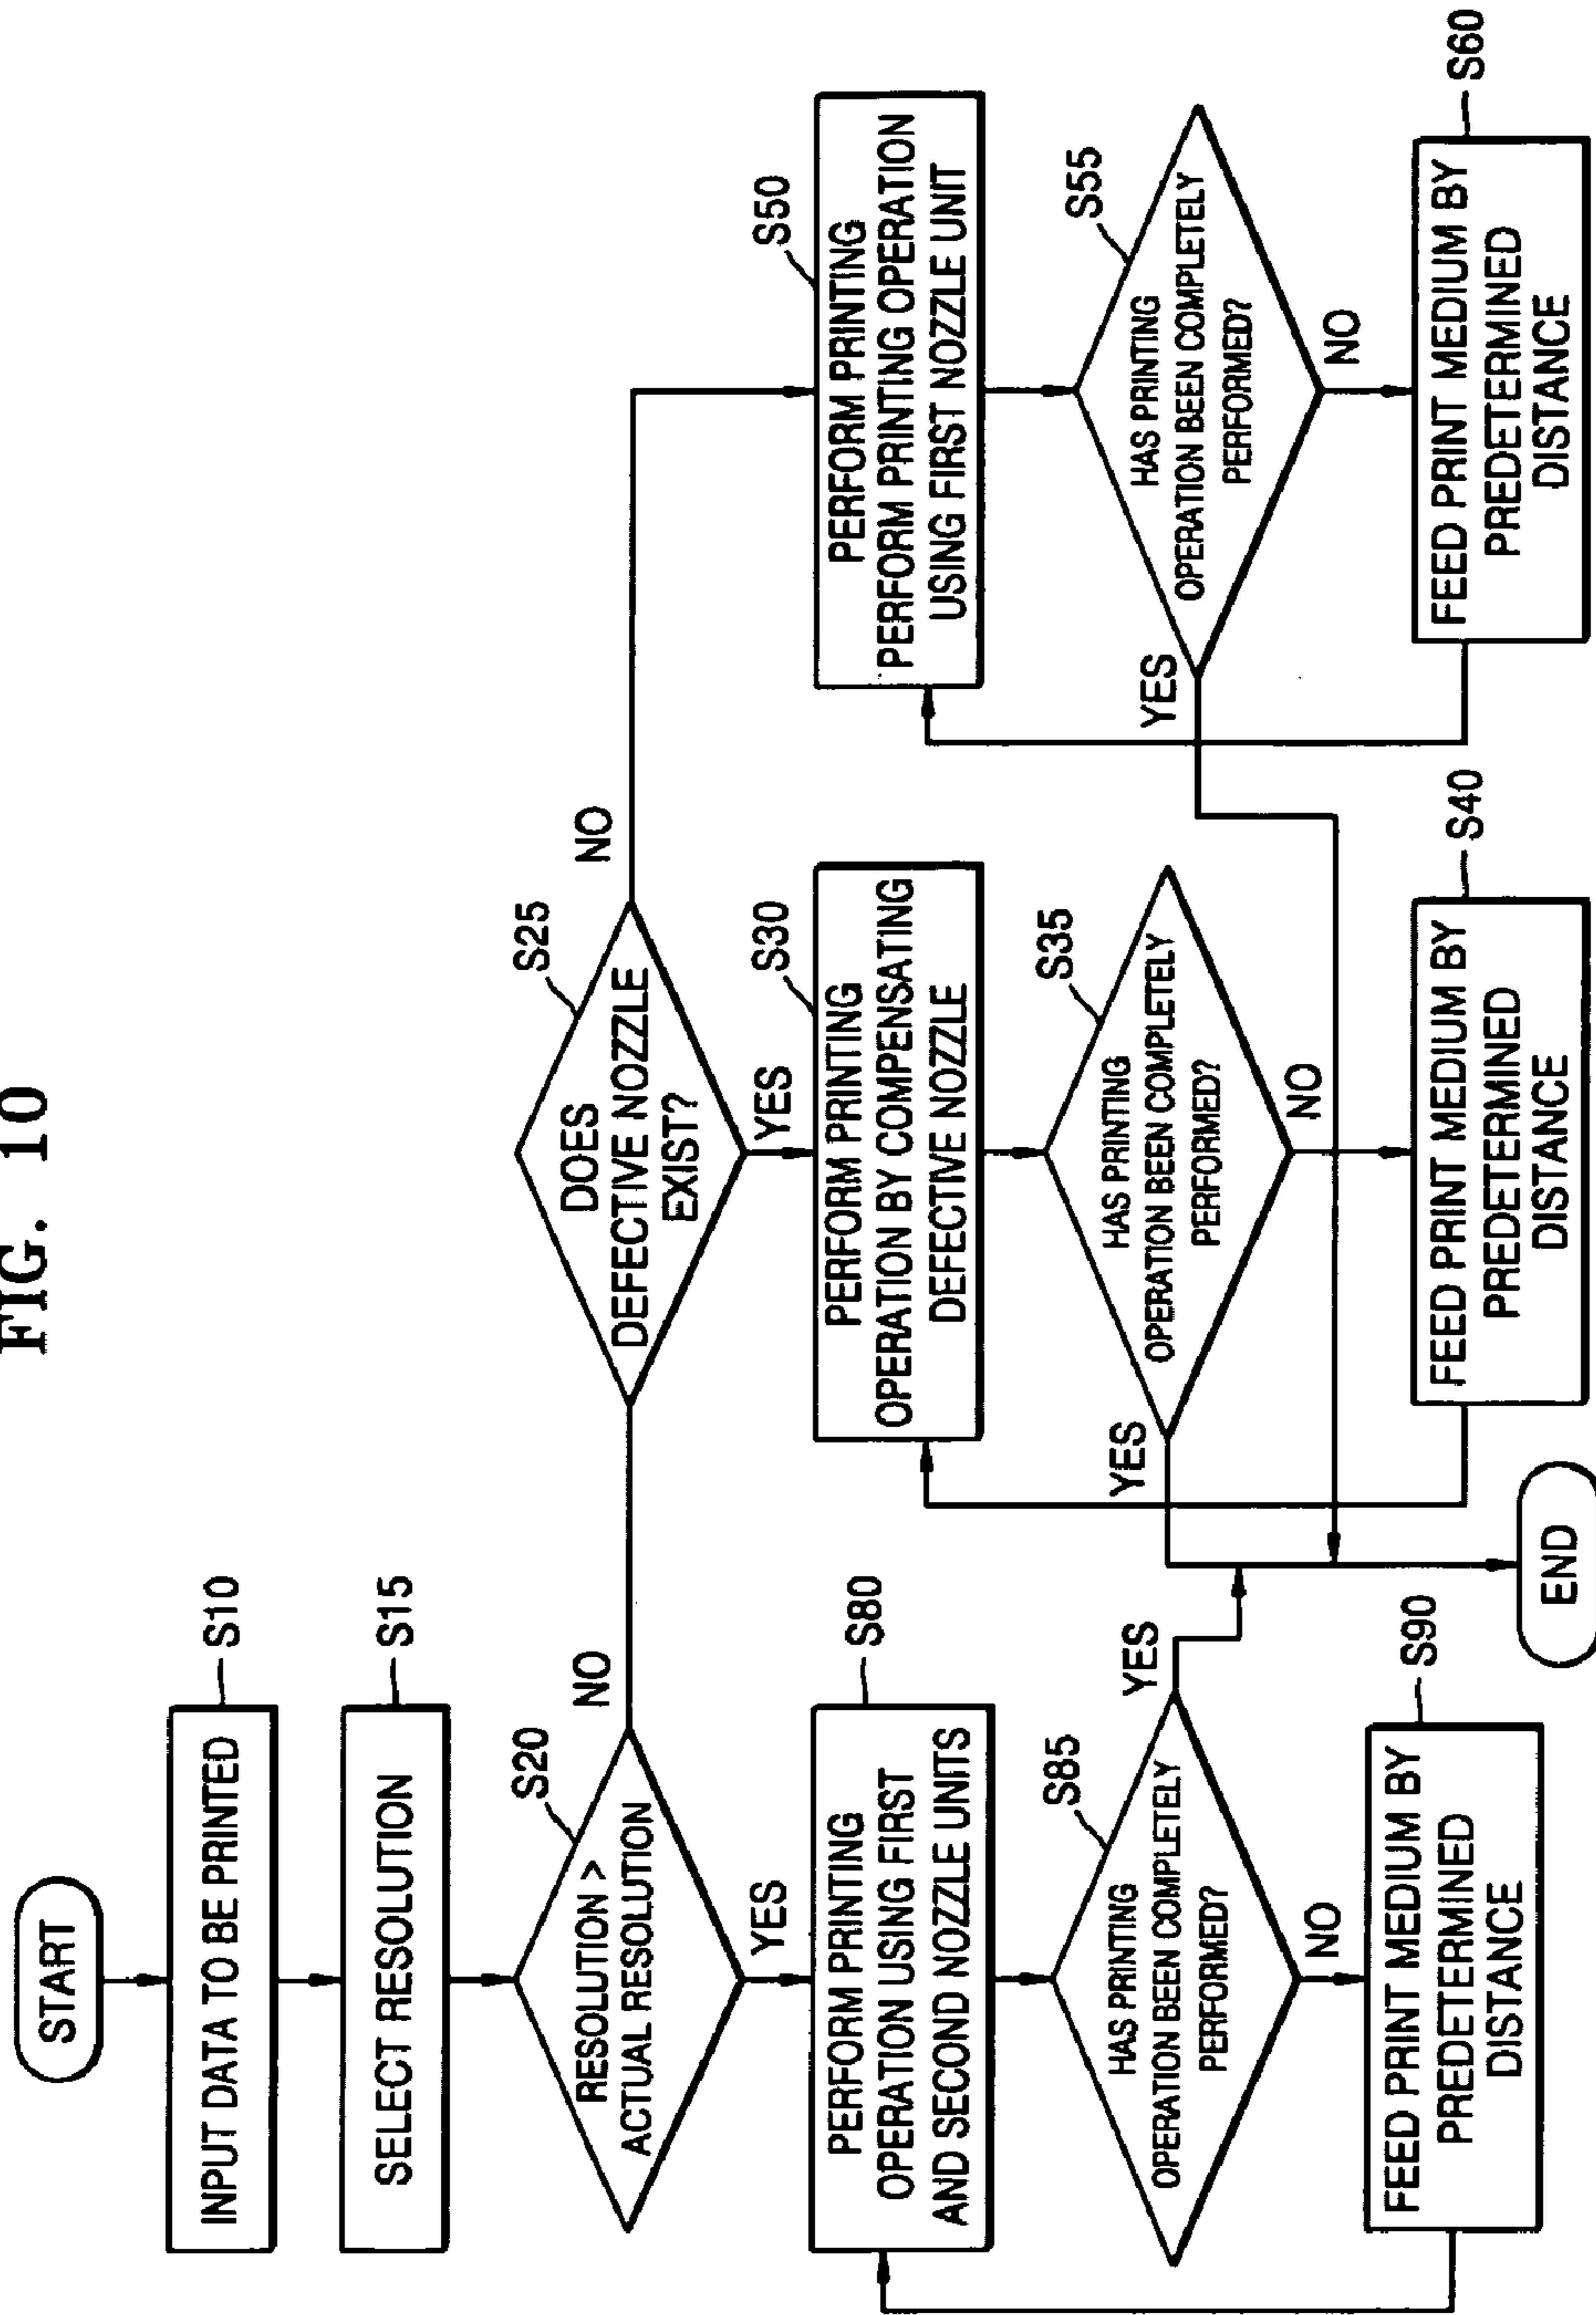 FIG. 10
START
INPUT DATA TO BE PRINTED
S10
SELECT RESOLUTION
S15
RESOLUTION >
ACTUAL RESOLUTION
S20
NO
YES
DOES
DEFECTIVE NOZZLE
EXIST?
S25
NO
YES
PERFORM PRINTING
OPERATION USING FIRST
AND SECOND NOZZLE UNITS
S80
PERFORM PRINTING
OPERATION BY COMPENSATING
DEFECTIVE NOZZLE
S30
PERFORM PRINTING
PERFORM PRINTING OPERATION
USING FIRST NOZZLE UNIT
S50
HAS PRINTING
OPERATION BEEN COMPLETELY
PERFORMED?
S85
YES
NO
HAS PRINTING
OPERATION BEEN COMPLETELY
PERFORMED?
S35
YES
NO
HAS PRINTING
OPERATION BEEN COMPLETELY
PERFORMED?
S55
YES
NO
FEED PRINT MEDIUM BY
PREDETERMINED
DISTANCE
S90
FEED PRINT MEDIUM BY
PREDETERMINED
DISTANCE
S40
FEED PRINT MEDIUM BY
PREDETERMINED
DISTANCE
S60
END